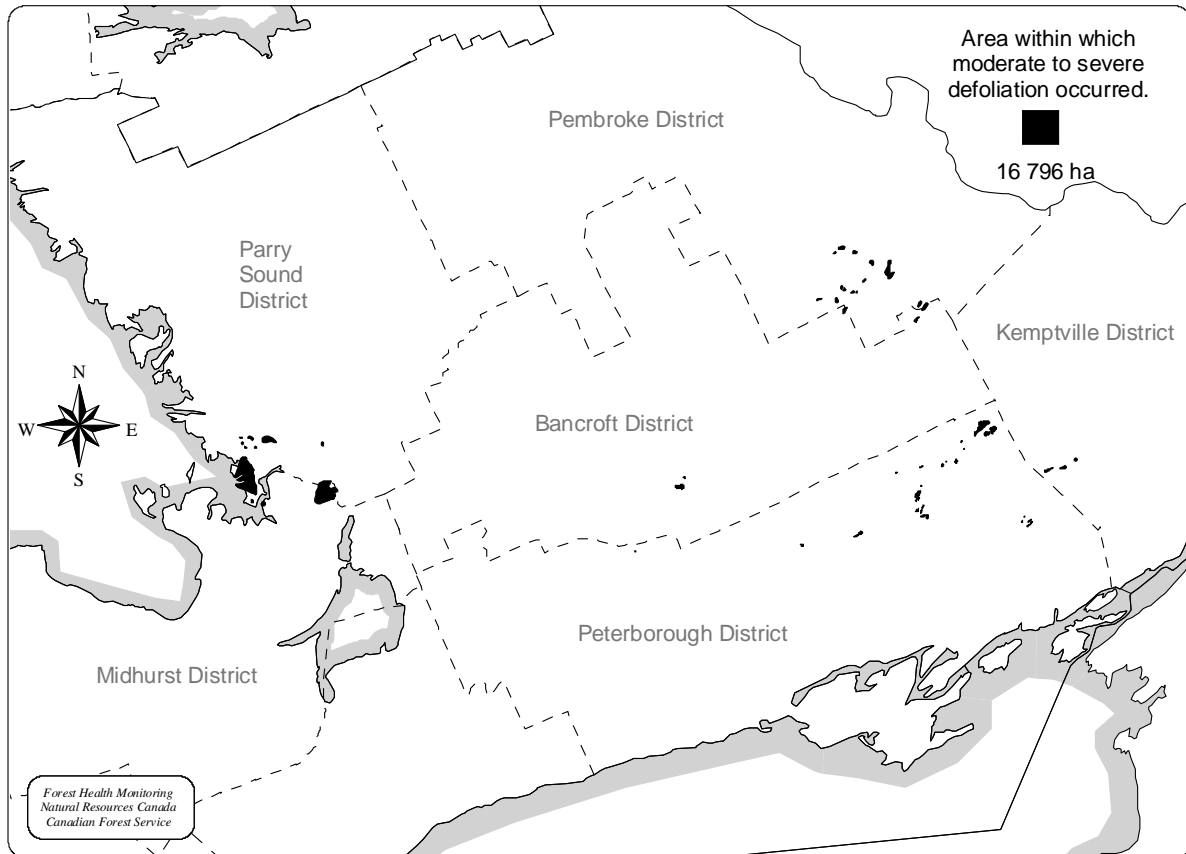 Area within which
moderate to severe
defoliation occurred.
16 796 ha
Pembroke District
Parry
Sound
District
Kemptville District
N
W E
S
Bancroft District
Peterborough District
Midhurst District
Forest Health Monitoring
Natural Resources Canada
Canadian Forest Service